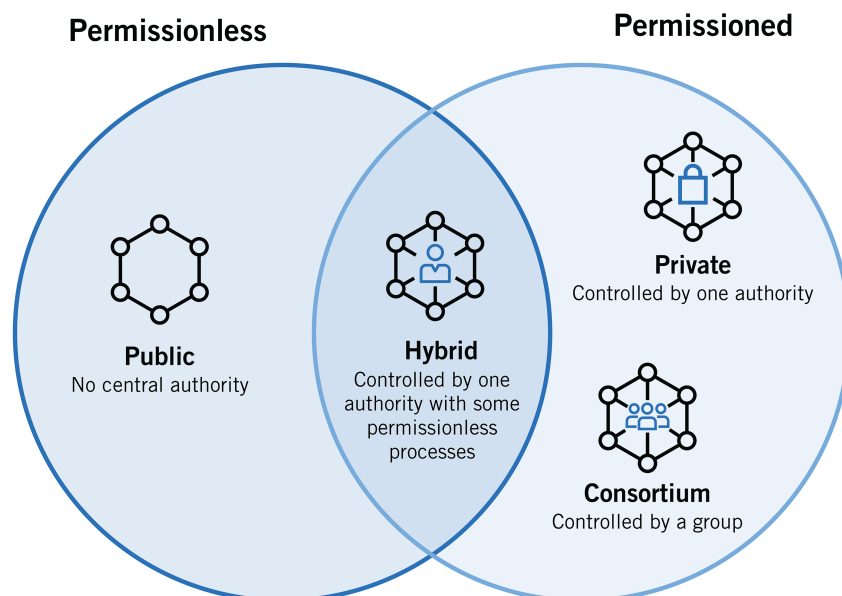 Permissionless
Permissioned
Public
No central authority
Hybrid
Controlled by one
authority with some
permissionless
processes
Private
Controlled by one authority
Consortium
Controlled by a group